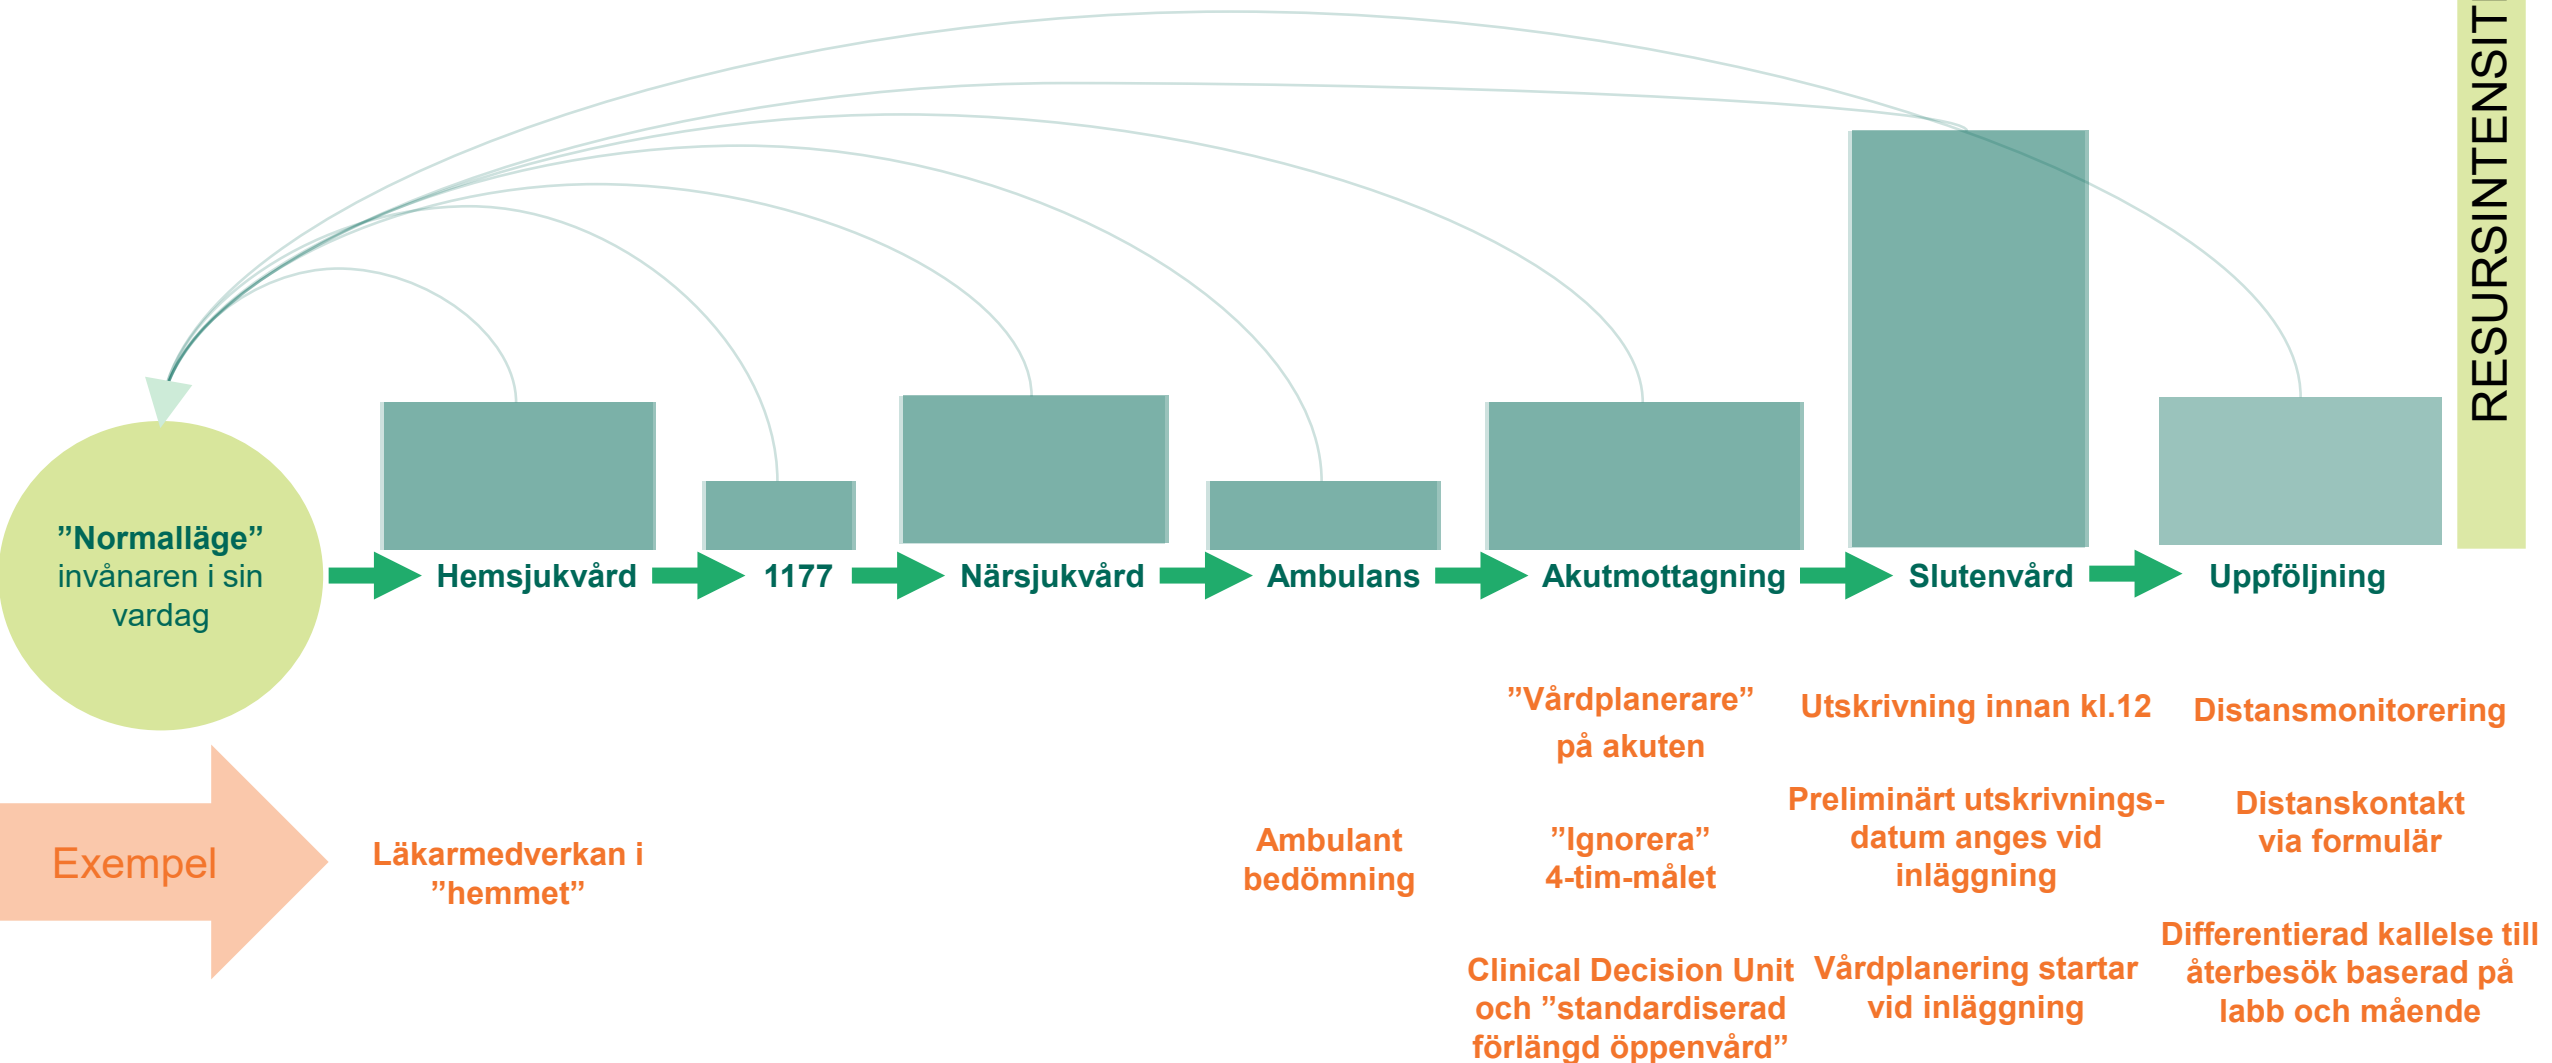 RESURSINTENSIT
”Normalläge”
invånaren i sin
vardag
Hemsjukvård
1177
Närsjukvård
Ambulans
Akutmottagning
Slutenvård
Uppföljning
Exempel
Läkarmedverkan i
”hemmet”
Ambulant
bedömning
”Vårdplanerare”
på akuten
”Ignorera”
4-tim-målet
Clinical Decision Unit
och ”standardiserad
förlängd öppenvård”
Utskrivning innan kl.12
Preliminärt utskrivnings-
datum anges vid
inläggning
Vårdplanering startar
vid inläggning
Distansmonitorering
Distanskontakt
via formulär
Differentierad kallelse till
återbesök baserad på
labb och mående